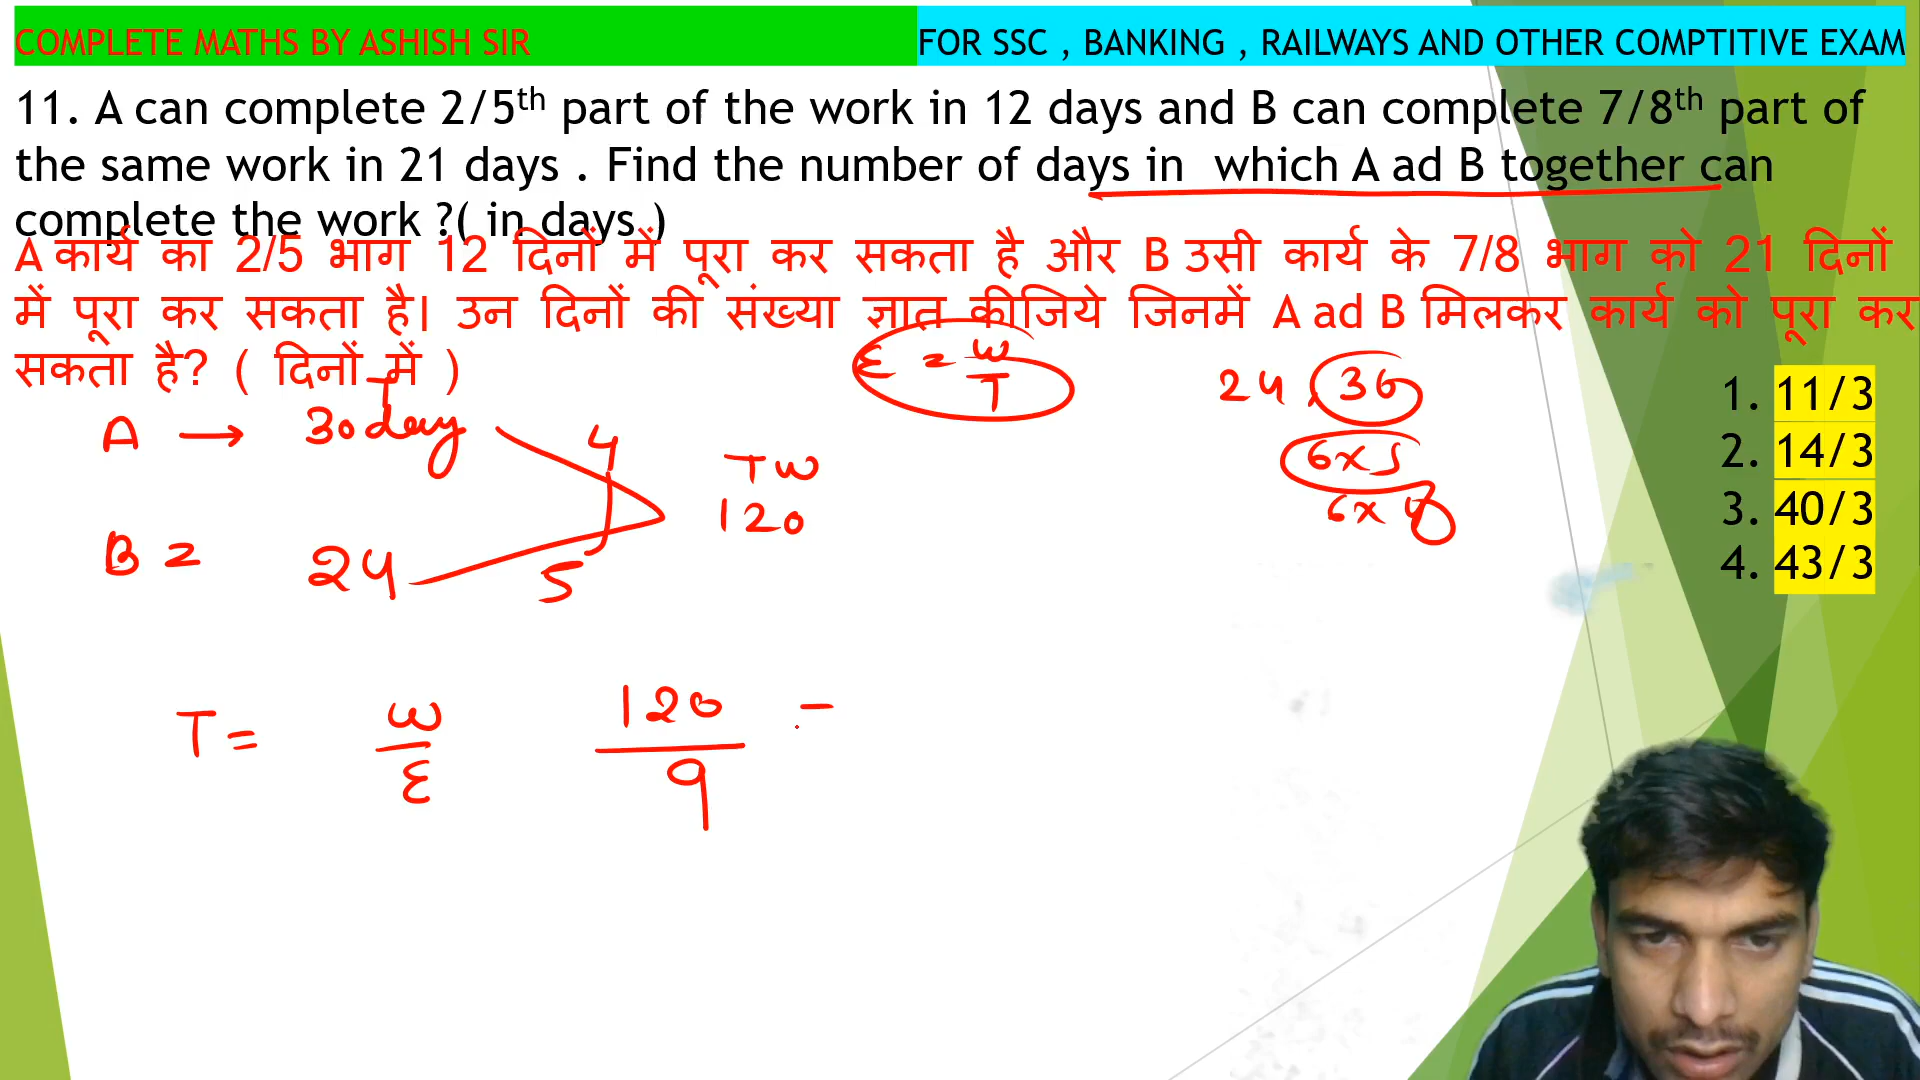 COMPLETE MATHS BY ASHISH SIR
FOR SSC , BANKING , RAILWAYS AND OTHER COMPTITIVE EXAM
11. A can complete 2/5th part of the work in 12 days and B can complete 7/8th part of
the same work in 21 days . Find the number of days in which A ad B together can
complete the work ?( in days )
A कार्य का 2/5 भाग 12 दिनों में पूरा कर सकता है और B उसी कार्य के 7/8 भाग को 21 दिनों
में पूरा कर सकता है। उन दिनों की संख्या ज्ञात कीजिये जिनमें A ad B मिलकर कार्य को पूरा कर
सकता है? ( दिनों में )
1. 11/3
2. 14/3
3. 40/3
4. 43/3
E = W/T
24 , 30
6x5
6x4
T
A → 30 day
4
TW
120
B = 24
5
T = W/E 120/9 =